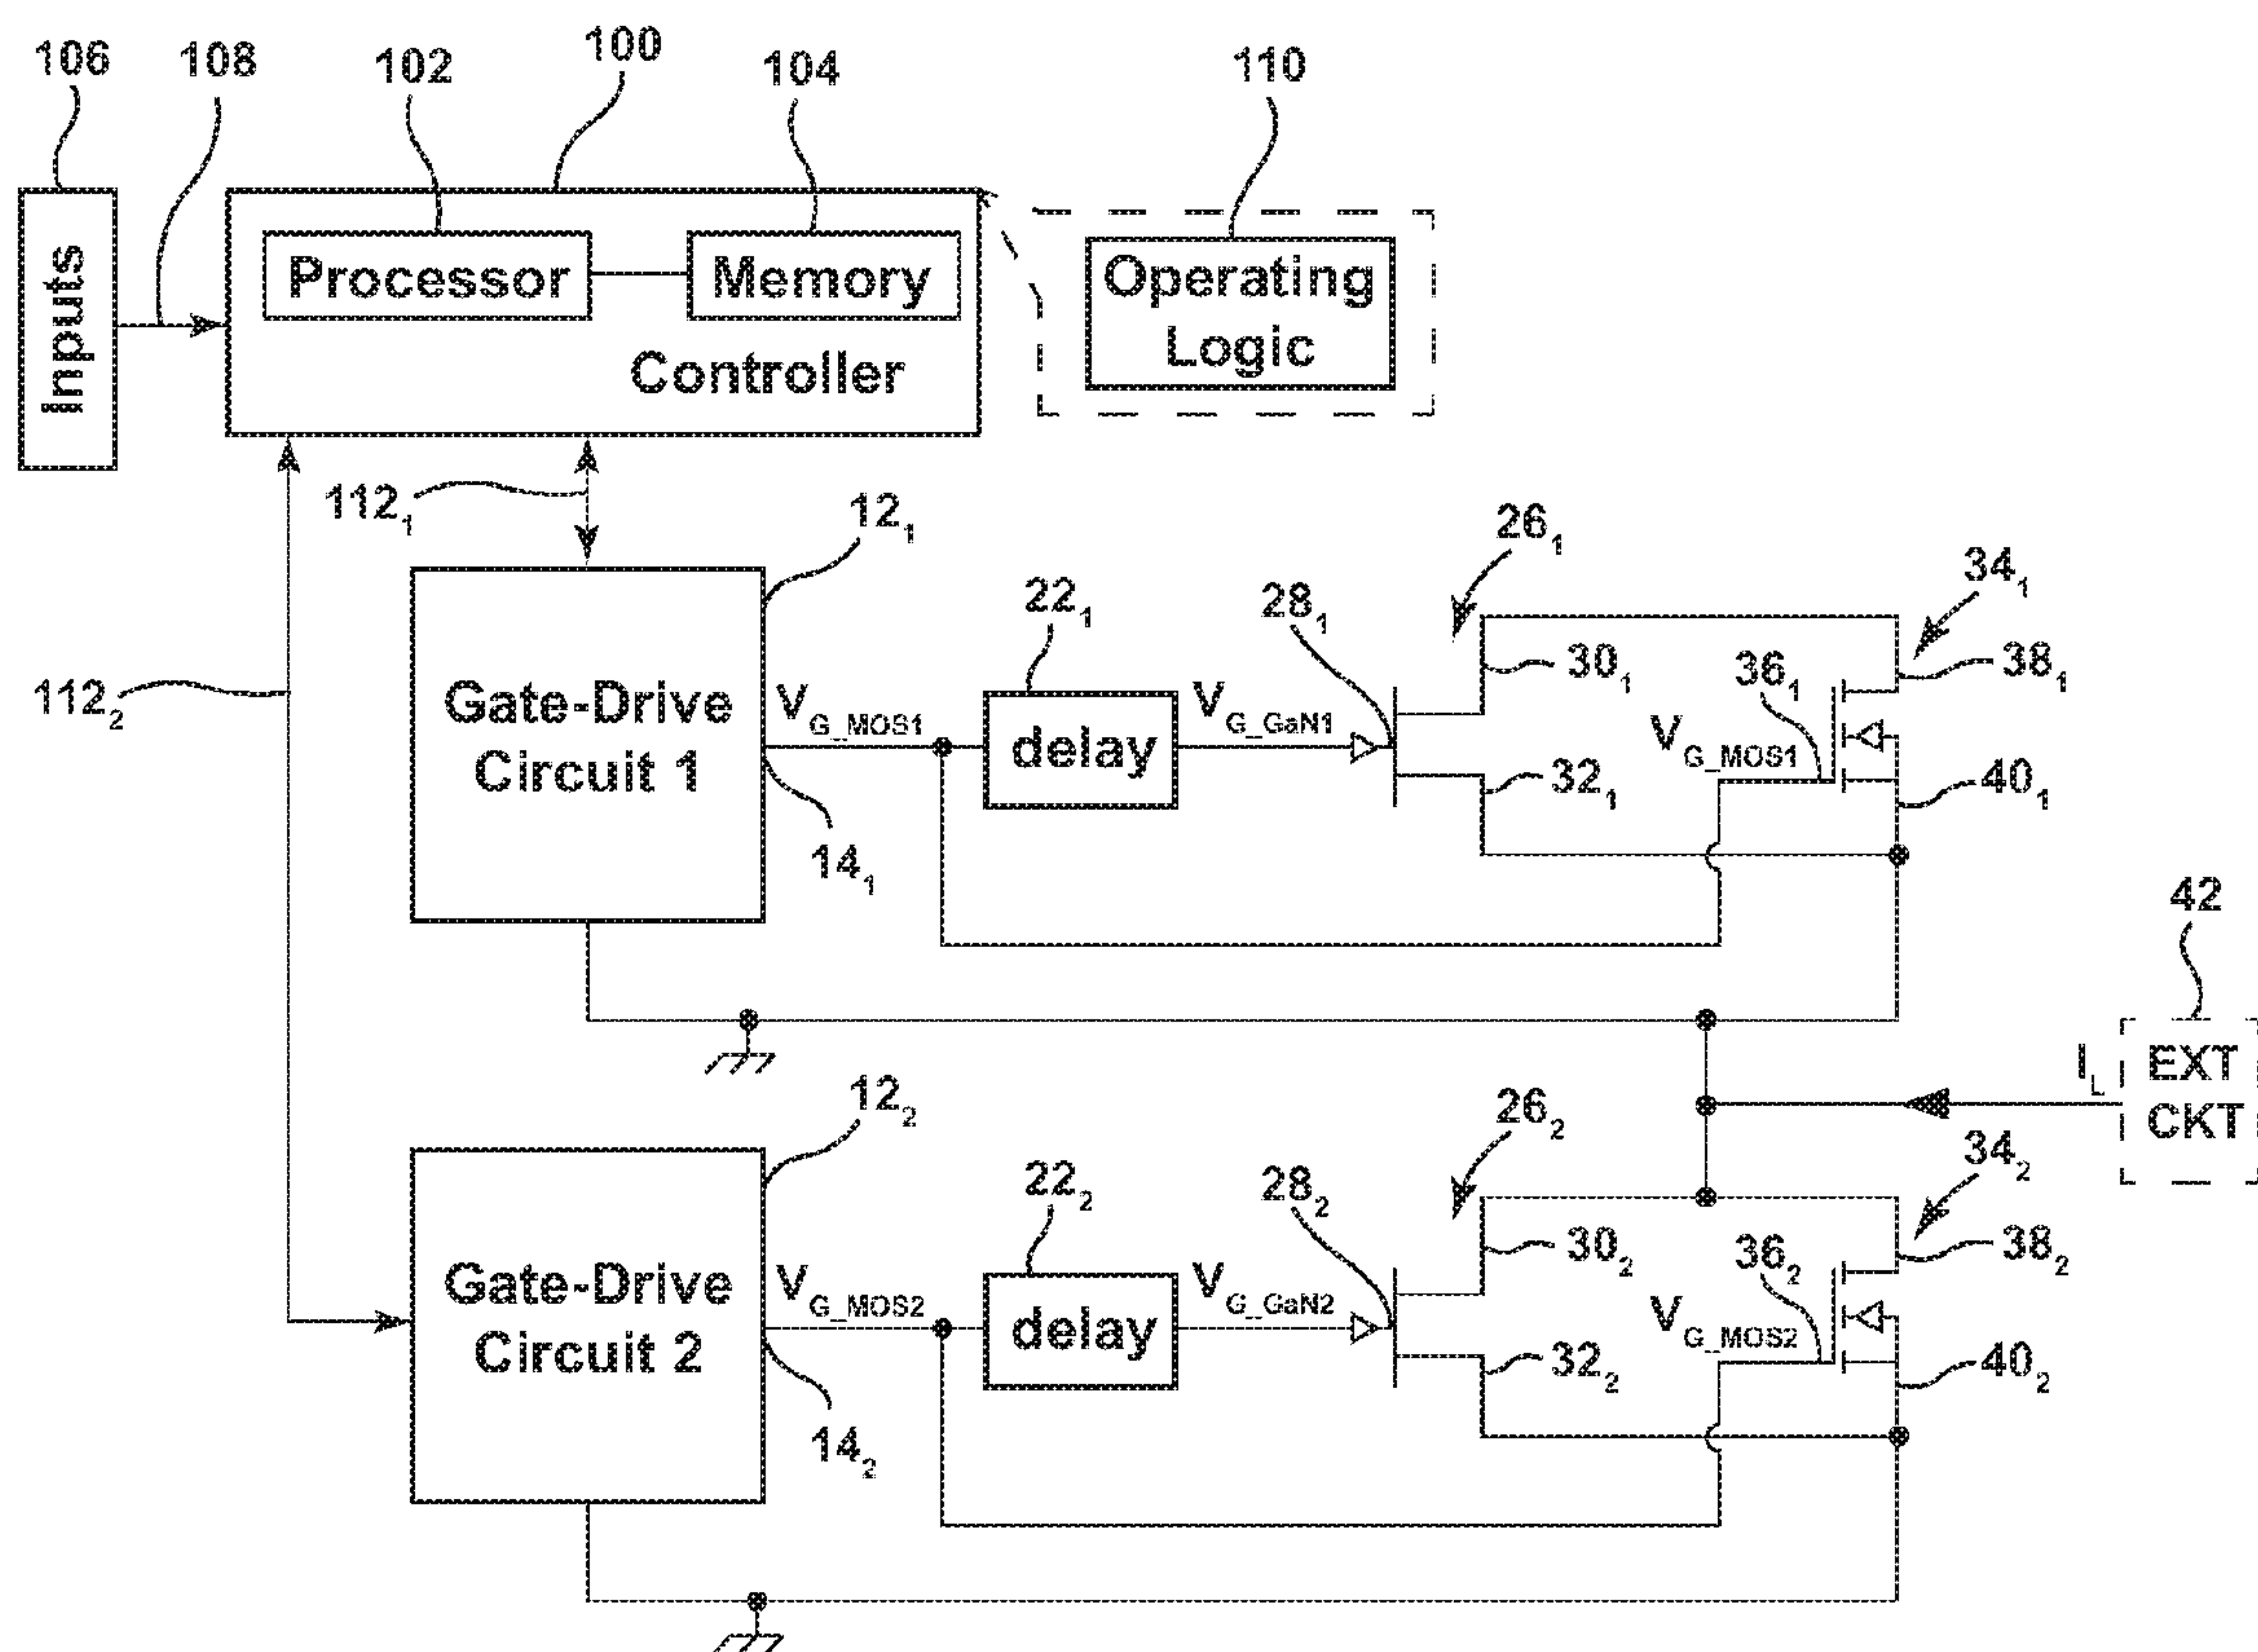 106
108
102
100
104
110
Inputs
Processor
Memory
Controller
Operating
Logic
112₁
12₁
26₁
34₁
22₁
28₁
30₁
38₁
36₁
112₂
Gate-Drive
Circuit 1
V_G_MOS1
delay
V_G_GaN1
V_G_MOS1
32₁
40₁
14₁
42
EXT
CKT
I_L
12₂
26₂
34₂
22₂
28₂
30₂
38₂
36₂
Gate-Drive
Circuit 2
V_G_MOS2
delay
V_G_GaN2
V_G_MOS2
32₂
40₂
14₂